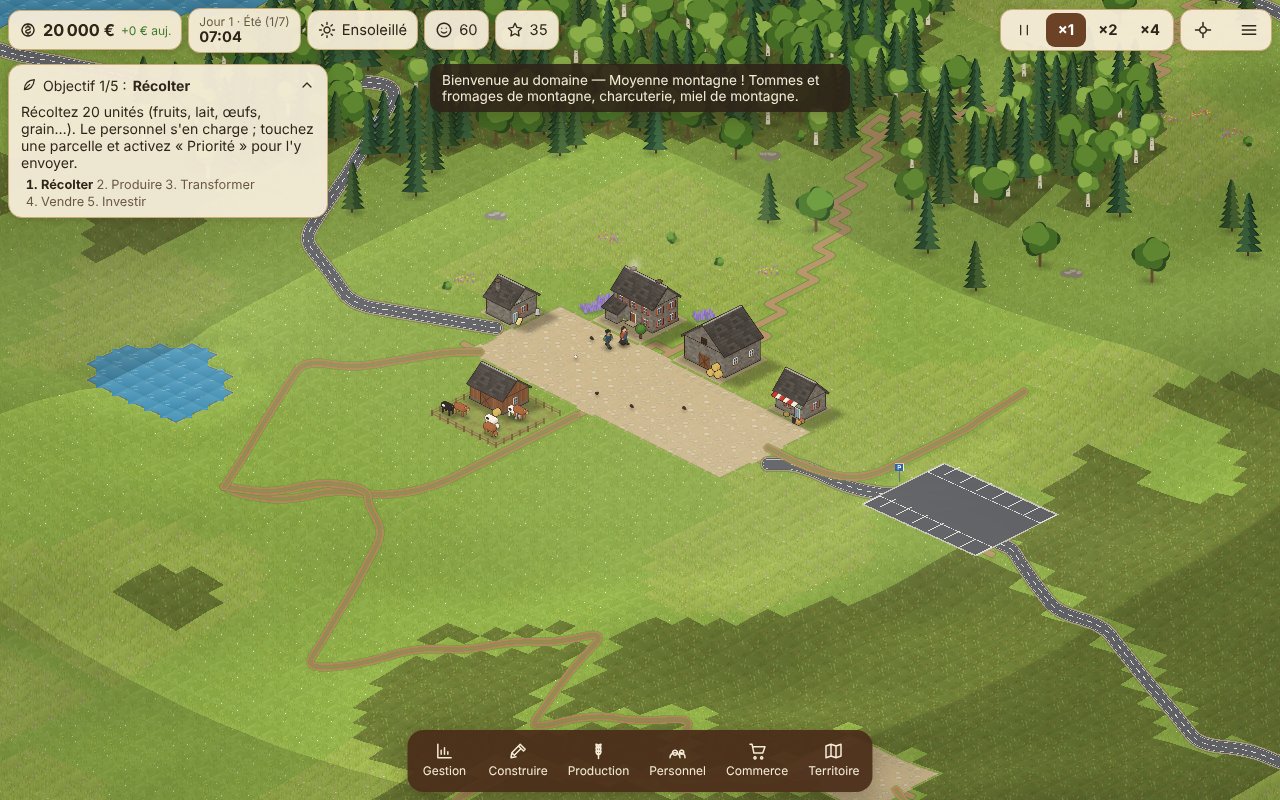 20 000 € +0 € auj.
Jour 1 · Été (1/7)
07:04
Ensoleillé
60
35
×1
×2
×4
Objectif 1/5 : Récolter
Récoltez 20 unités (fruits, lait, œufs,
grain...). Le personnel s'en charge ; touchez
une parcelle et activez « Priorité » pour l'y
envoyer.
1. Récolter 2. Produire 3. Transformer
4. Vendre 5. Investir
Bienvenue au domaine — Moyenne montagne ! Tommes et
fromages de montagne, charcuterie, miel de montagne.
P
Gestion
Construire
Production
Personnel
Commerce
Territoire